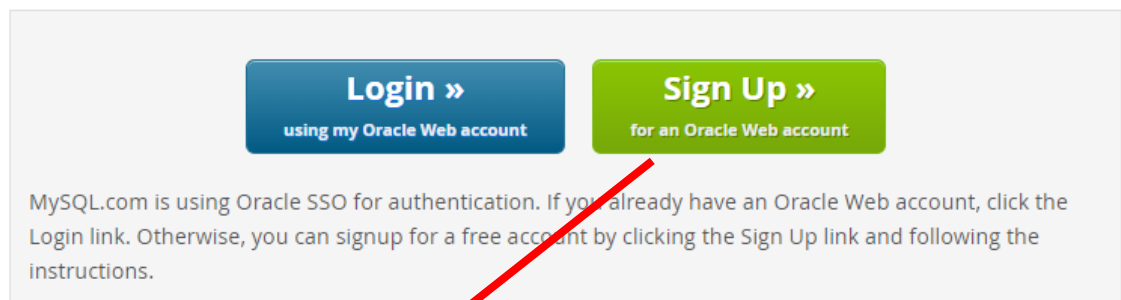 Login »
using my Oracle Web account
Sign Up »
for an Oracle Web account
MySQL.com is using Oracle SSO for authentication. If you already have an Oracle Web account, click the
Login link. Otherwise, you can signup for a free account by clicking the Sign Up link and following the
instructions.